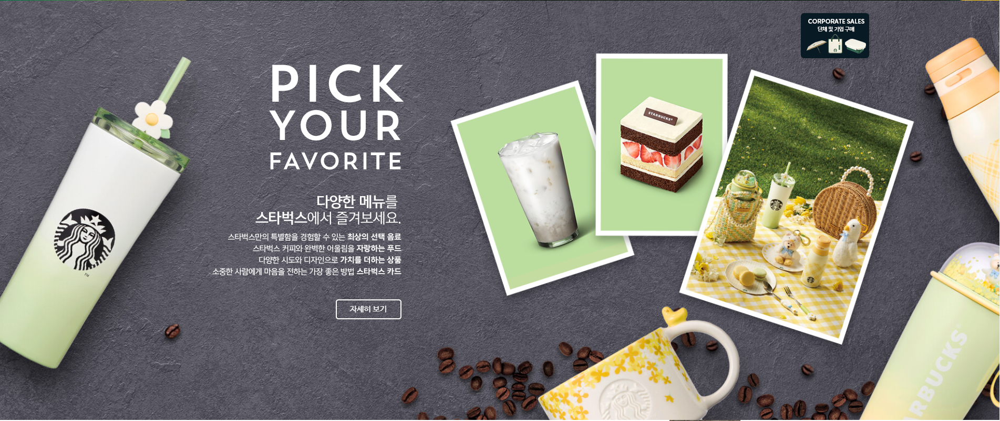 CORPORATE SALES
단체 및 기업 구매
PICK
YOUR
FAVORITE
다양한 메뉴를
스타벅스에서 즐겨보세요.
스타벅스만의 특별함을 경험할 수 있는 최상의 선택 음료
스타벅스 커피와 완벽한 어울림을 자랑하는 푸드
다양한 시도와 디자인으로 가치를 더하는 상품
소중한 사람에게 마음을 전하는 가장 좋은 방법 스타벅스 카드
자세히 보기
STARBUCKS®
TM
ARBUCKS